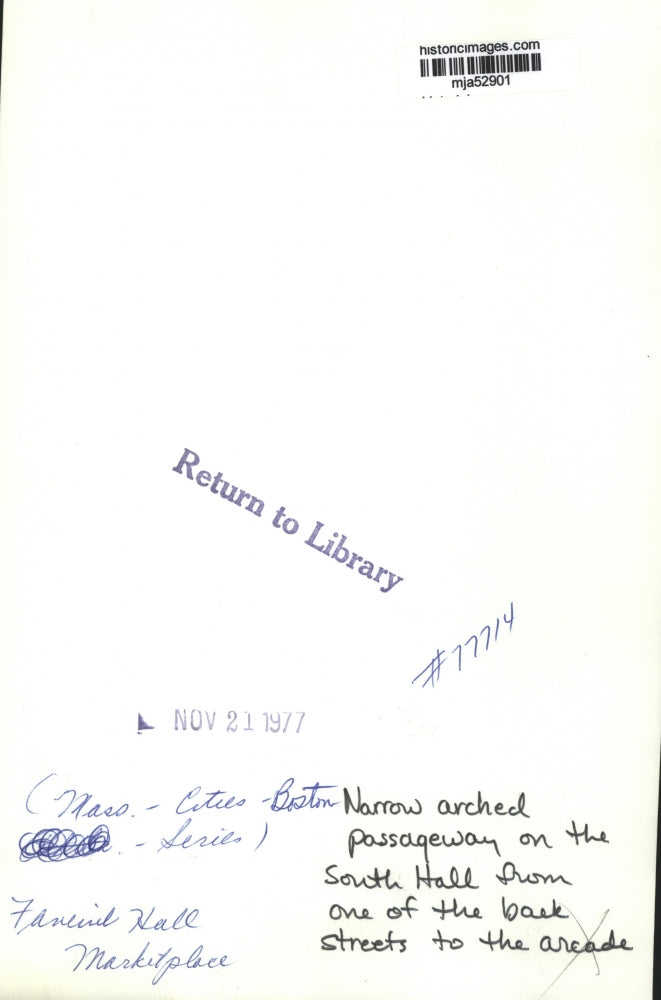 historicimages.com
mja52901
Return to Library
#77714
NOV 21 1977
(Mass. - Cities - Boston
. - Series)
Faneuil Hall
Marketplace
Narrow arched
passageway on the
South Hall from
one of the back
streets to the arcade